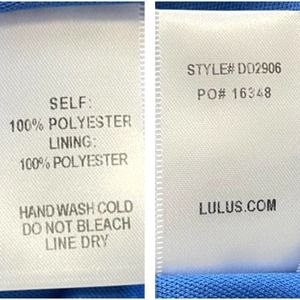 SELF:
100% POLYESTER
LINING:
100% POLYESTER
HAND WASH COLD
DO NOT BLEACH
LINE DRY
STYLE# DD2906
PO# 16348
LULUS.COM